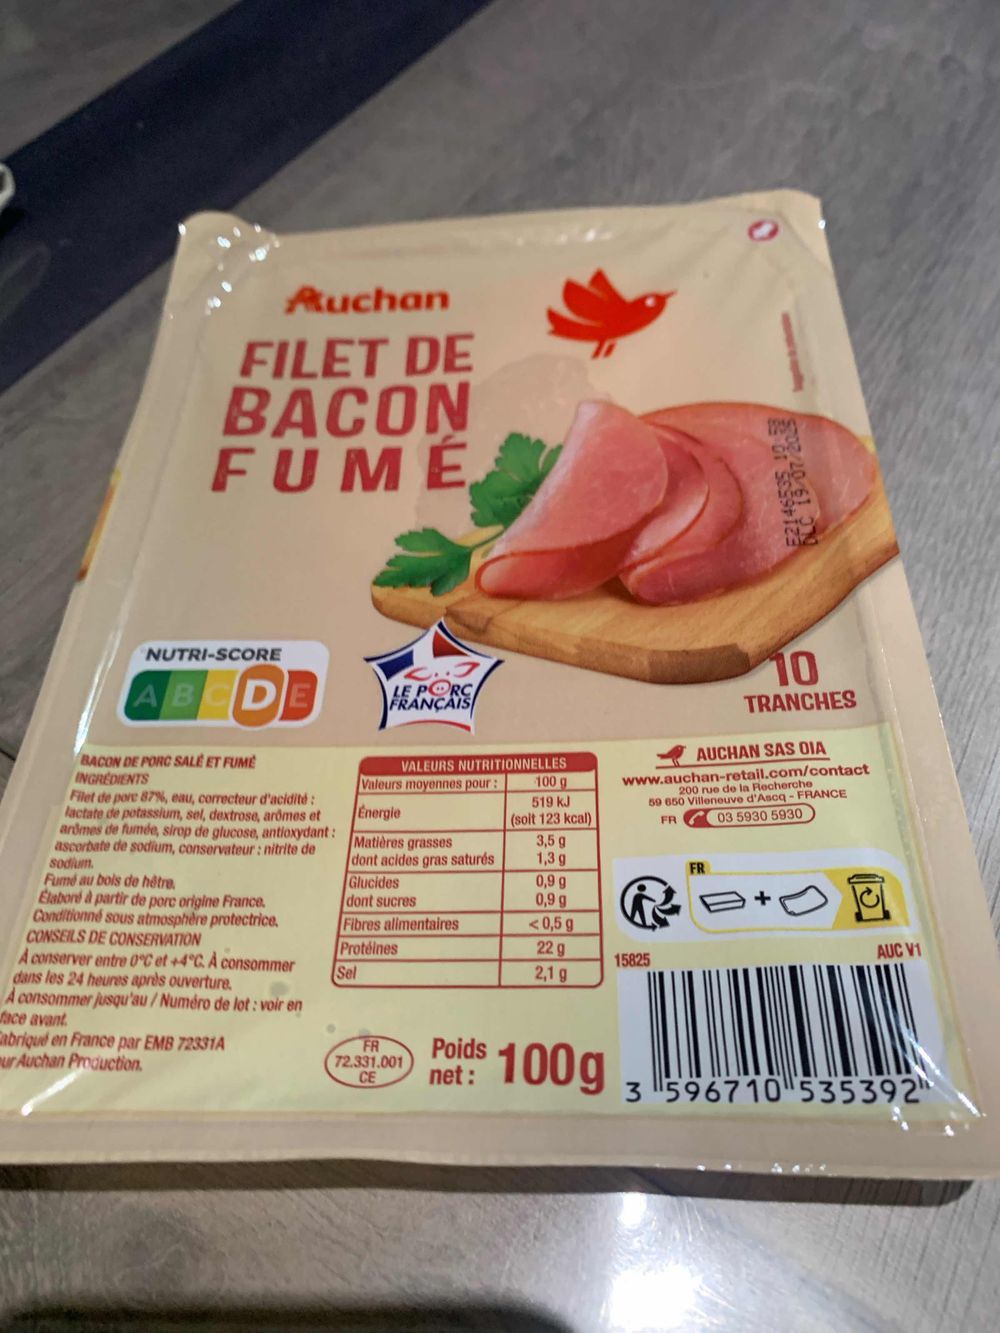 Auchan
FILET DE
BACON
FUMÉ
E2146535 19:58
DLC 19/07/2025
NUTRI-SCORE
A B C D E
LE PORC
FRANÇAIS
10
TRANCHES
BACON DE PORC SALÉ ET FUMÉ
INGRÉDIENTS
Filet de porc 87%, eau, correcteur d'acidité :
lactate de potassium, sel, dextrose, arômes et
arômes de fumée, sirop de glucose, antioxydant :
ascorbate de sodium, conservateur : nitrite de
sodium.
Fumé au bois de hêtre.
Élaboré à partir de porc origine France.
Conditionné sous atmosphère protectrice.
CONSEILS DE CONSERVATION
À conserver entre 0°C et +4°C. À consommer
dans les 24 heures après ouverture.
À consommer jusqu'au / Numéro de lot : voir en
face avant.
abriqué en France par EMB 72331A
ur Auchan Production.
VALEURS NUTRITIONNELLES
Valeurs moyennes pour : 100 g
Énergie 519 kJ
(soit 123 kcal)
Matières grasses 3,5 g
dont acides gras saturés 1,3 g
Glucides 0,9 g
dont sucres 0,9 g
Fibres alimentaires < 0,5 g
Protéines 22 g
Sel 2,1 g
FR
72.331.001
CE
Poids
net : 100g
AUCHAN SAS OIA
www.auchan-retail.com/contact
200 rue de la Recherche
59 650 Villeneuve d'Ascq - FRANCE
FR 03 5930 5930
FR
+
15825
AUC V1
3 596710 535392